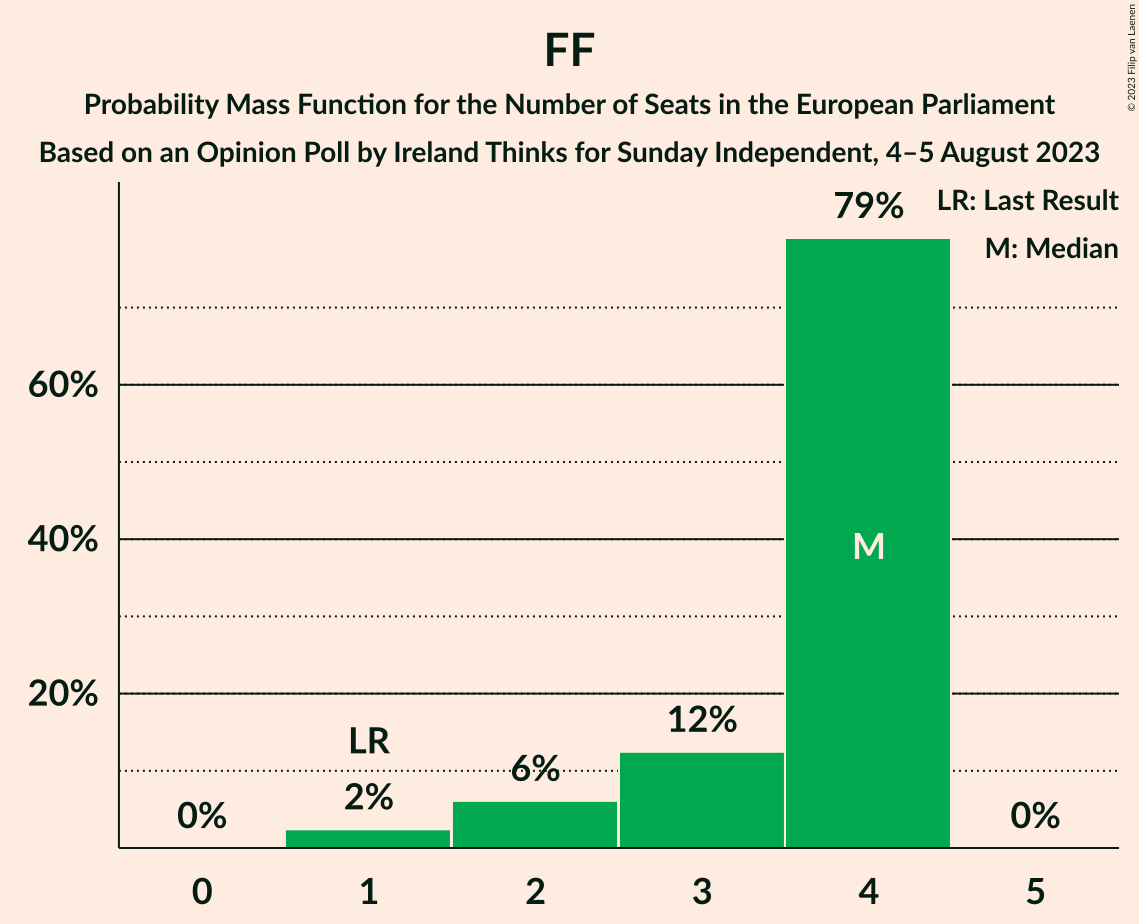 FF
Probability Mass Function for the Number of Seats in the European Parliament
Based on an Opinion Poll by Ireland Thinks for Sunday Independent, 4–5 August 2023
© 2023 Filip van Laenen
LR: Last Result
M: Median
79%
60%
40%
M
20%
12%
LR
6%
2%
0%
0%
0 1 2 3 4 5